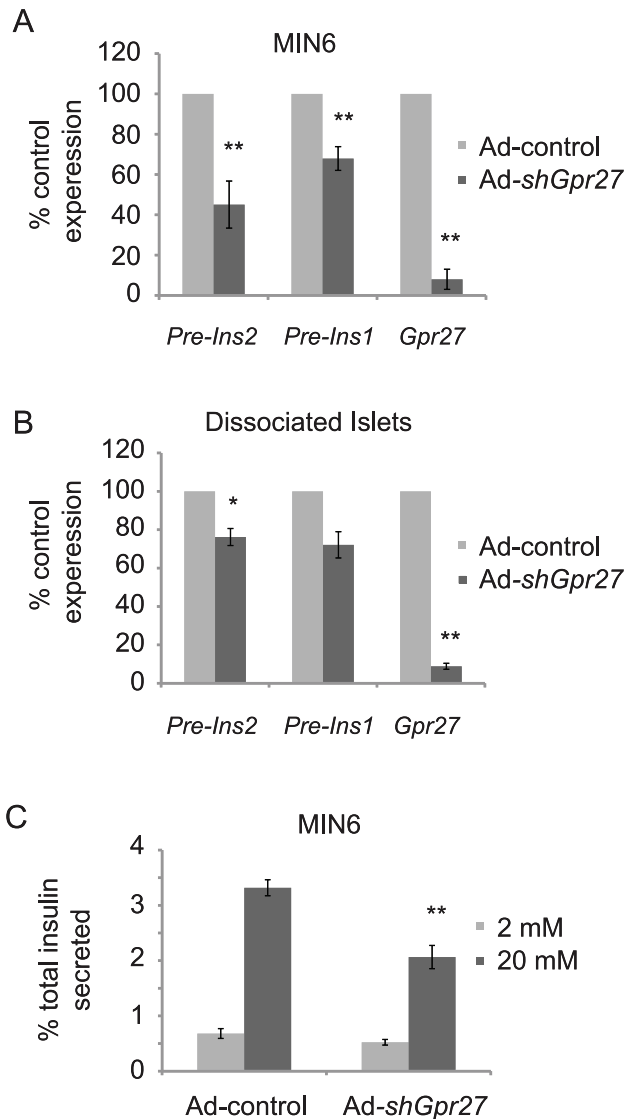 A
MIN6
120
100
80
60
40
20
0
% control
experession
**
**
**
Ad-control
Ad-shGpr27
Pre-Ins2 Pre-Ins1 Gpr27
B
Dissociated Islets
120
100
80
60
40
20
0
% control
experession
*
**
Ad-control
Ad-shGpr27
Pre-Ins2 Pre-Ins1 Gpr27
C
MIN6
4
3
2
1
0
% total insulin
secreted
**
2 mM
20 mM
Ad-control Ad-shGpr27